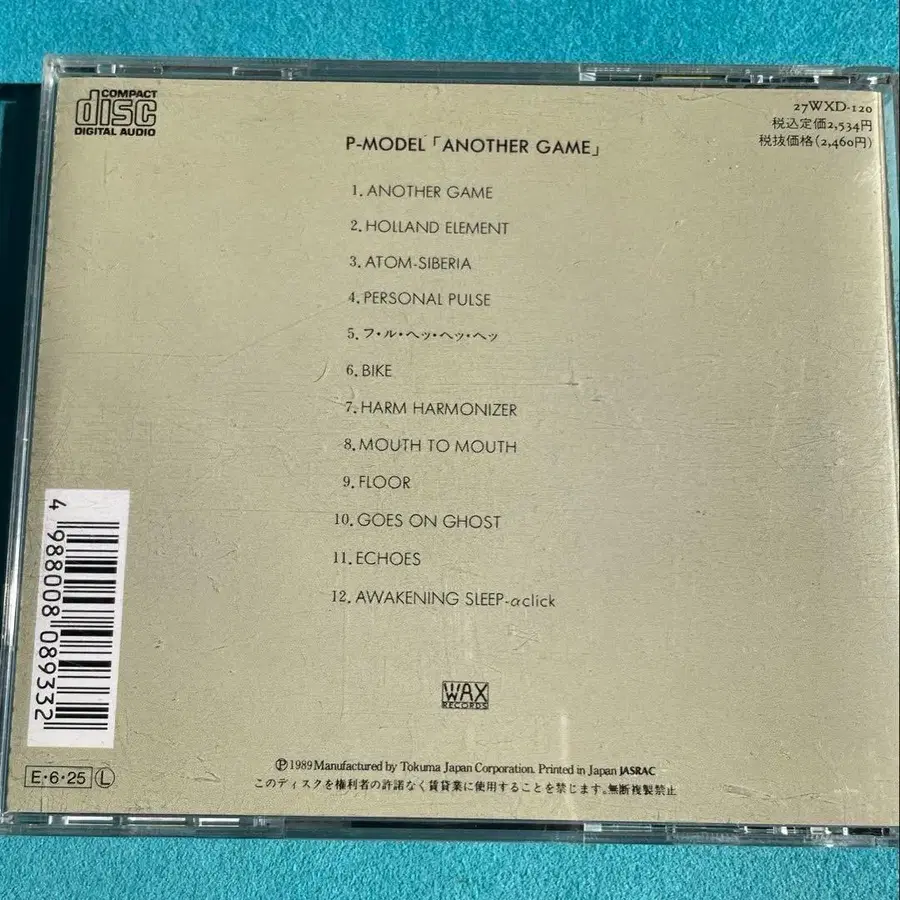 COMPACT
disc
DIGITAL AUDIO
27WXD-120
税込定価2,534円
税抜価格(2,460円)
P-MODEL「ANOTHER GAME」
1. ANOTHER GAME
2. HOLLAND ELEMENT
3. ATOM-SIBERIA
4. PERSONAL PULSE
5. フ・ル・ヘッ・ヘッ・ヘッ
6. BIKE
7. HARM HARMONIZER
8. MOUTH TO MOUTH
9. FLOOR
10. GOES ON GHOST
11. ECHOES
12. AWAKENING SLEEP-αclick
4 988008 089332
WAX
RECORDS
E・6・25 L
Ⓟ1989 Manufactured by Tokuma Japan Corporation. Printed in Japan JASRAC
このディスクを権利者の許諾なく賃貸業に使用することを禁じます。無断複製禁止